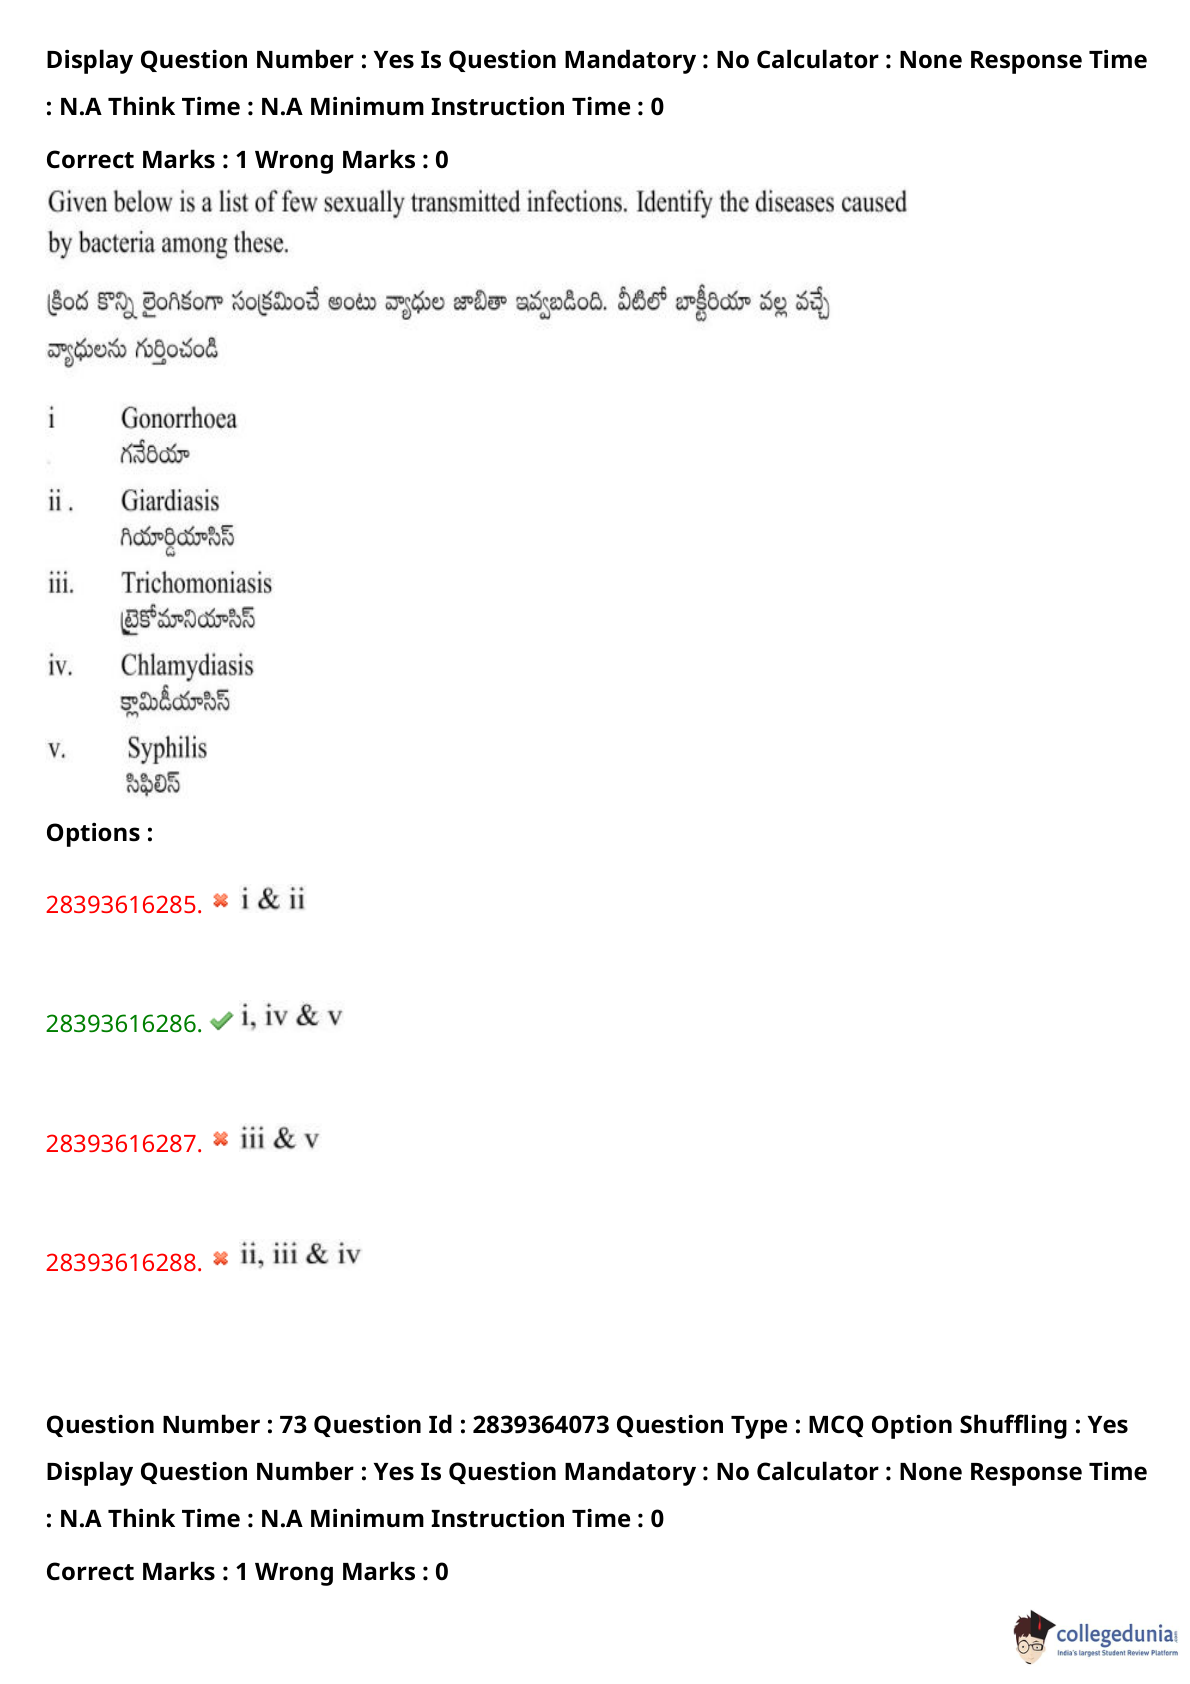 Display Question Number : Yes Is Question Mandatory : No Calculator : None Response Time
: N.A Think Time : N.A Minimum Instruction Time : 0
Correct Marks : 1 Wrong Marks : 0
Given below is a list of few sexually transmitted infections. Identify the diseases caused
by bacteria among these.
క్రింద కొన్ని లైంగికంగా సంక్రమించే అంటు వ్యాధుల జాబితా ఇవ్వబడింది. వీటిలో బాక్టీరియా వల్ల వచ్చే
వ్యాధులను గుర్తించండి
i Gonorrhoea
గనేరియా
ii . Giardiasis
గియార్డియాసిస్
iii. Trichomoniasis
ట్రైకోమానియాసిస్
iv. Chlamydiasis
క్లామిడీయాసిస్
v. Syphilis
సిఫిలిస్
Options :
28393616285. i & ii
28393616286. i, iv & v
28393616287. iii & v
28393616288. ii, iii & iv
Question Number : 73 Question Id : 2839364073 Question Type : MCQ Option Shuffling : Yes
Display Question Number : Yes Is Question Mandatory : No Calculator : None Response Time
: N.A Think Time : N.A Minimum Instruction Time : 0
Correct Marks : 1 Wrong Marks : 0
collegedunia
India's largest Student Review Platform